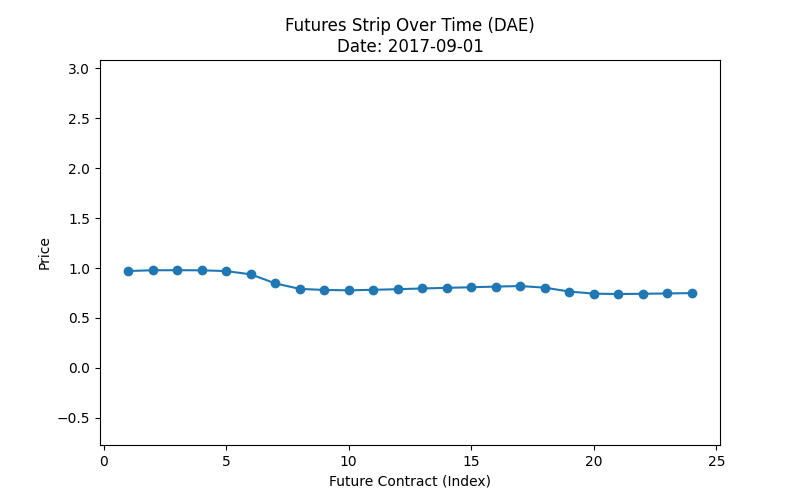 Futures Strip Over Time (DAE)
Date: 2017-09-01
Price
3.0
2.5
2.0
1.5
1.0
0.5
0.0
−0.5
0 5 10 15 20 25
Future Contract (Index)